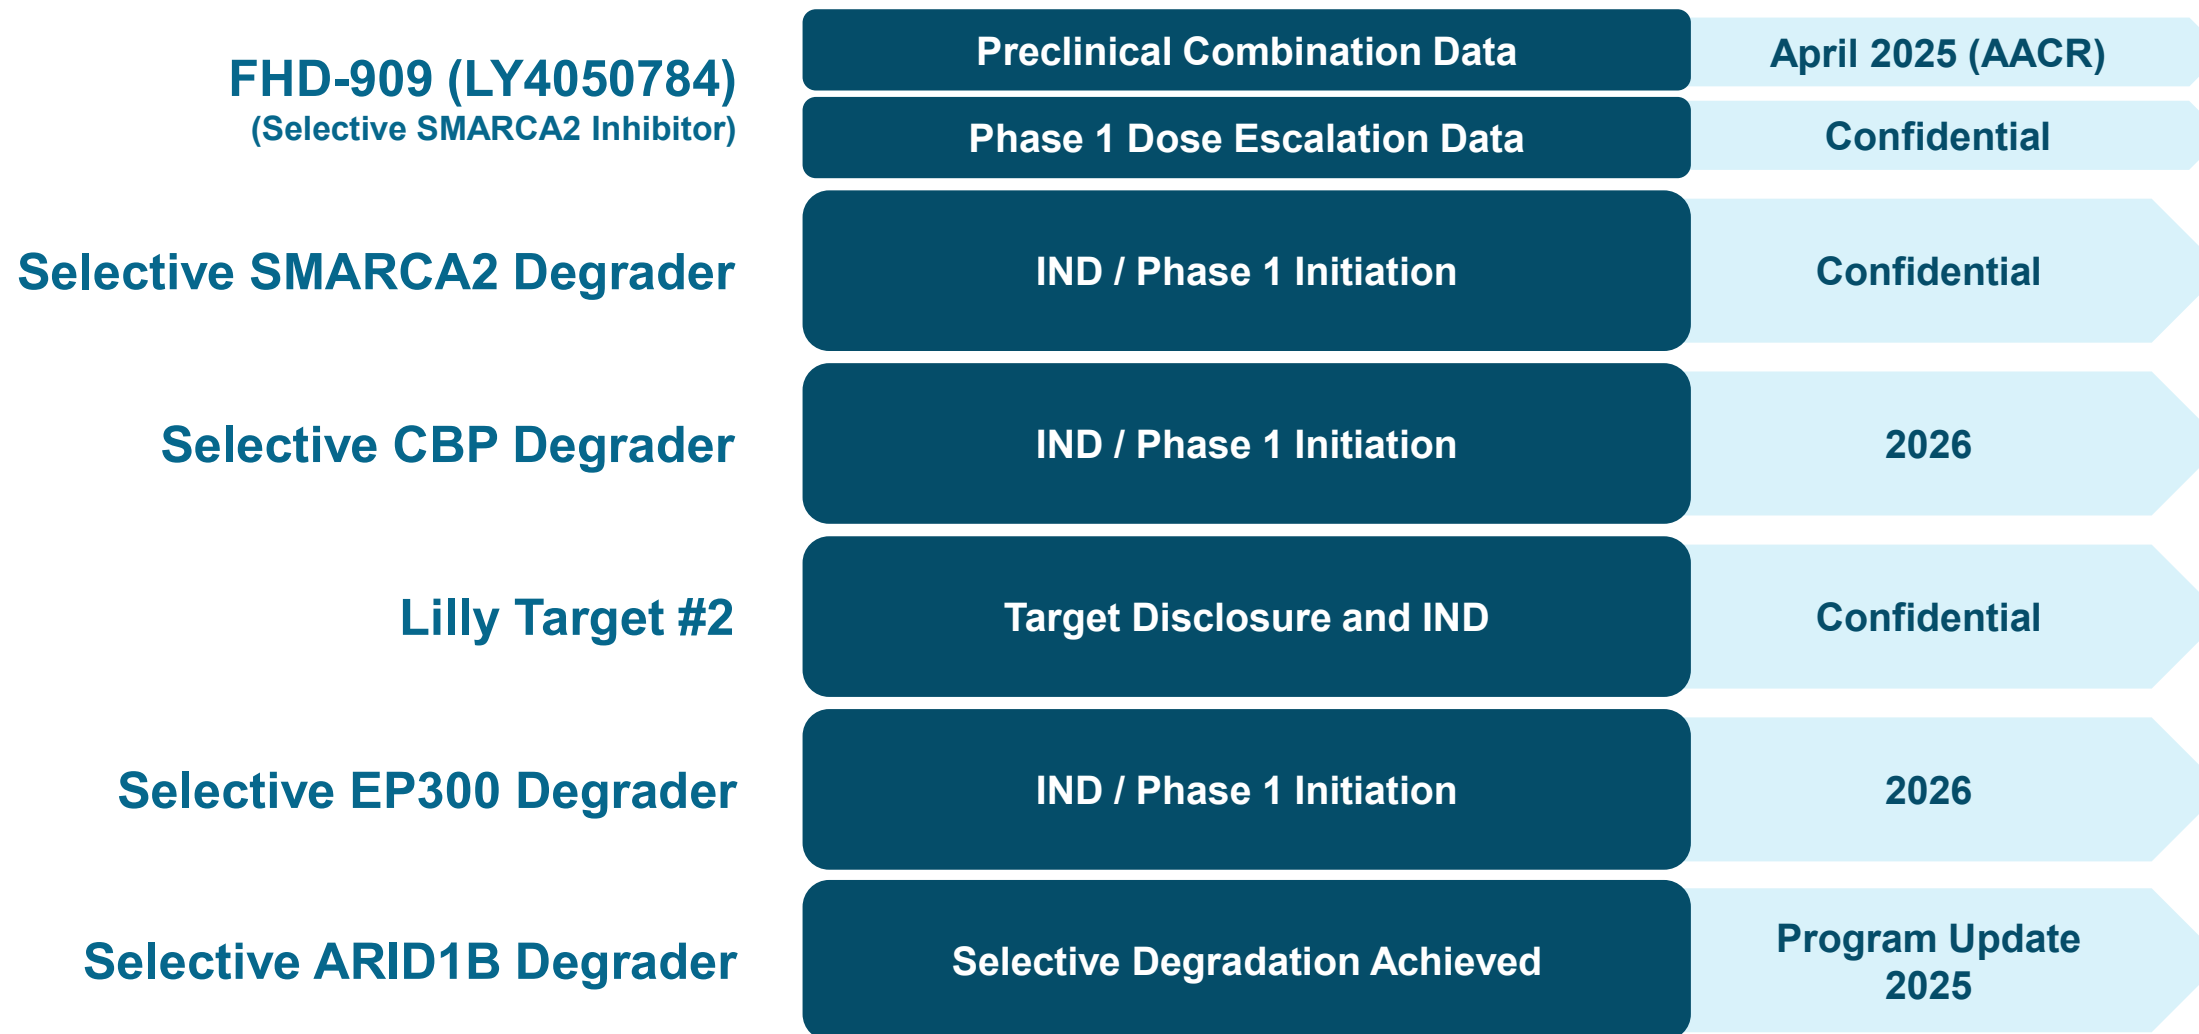 FHD-909 (LY4050784)
(Selective SMARCA2 Inhibitor)
Preclinical Combination Data
April 2025 (AACR)
Phase 1 Dose Escalation Data
Confidential
Selective SMARCA2 Degrader
IND / Phase 1 Initiation
Confidential
Selective CBP Degrader
IND / Phase 1 Initiation
2026
Lilly Target #2
Target Disclosure and IND
Confidential
Selective EP300 Degrader
IND / Phase 1 Initiation
2026
Selective ARID1B Degrader
Selective Degradation Achieved
Program Update
2025